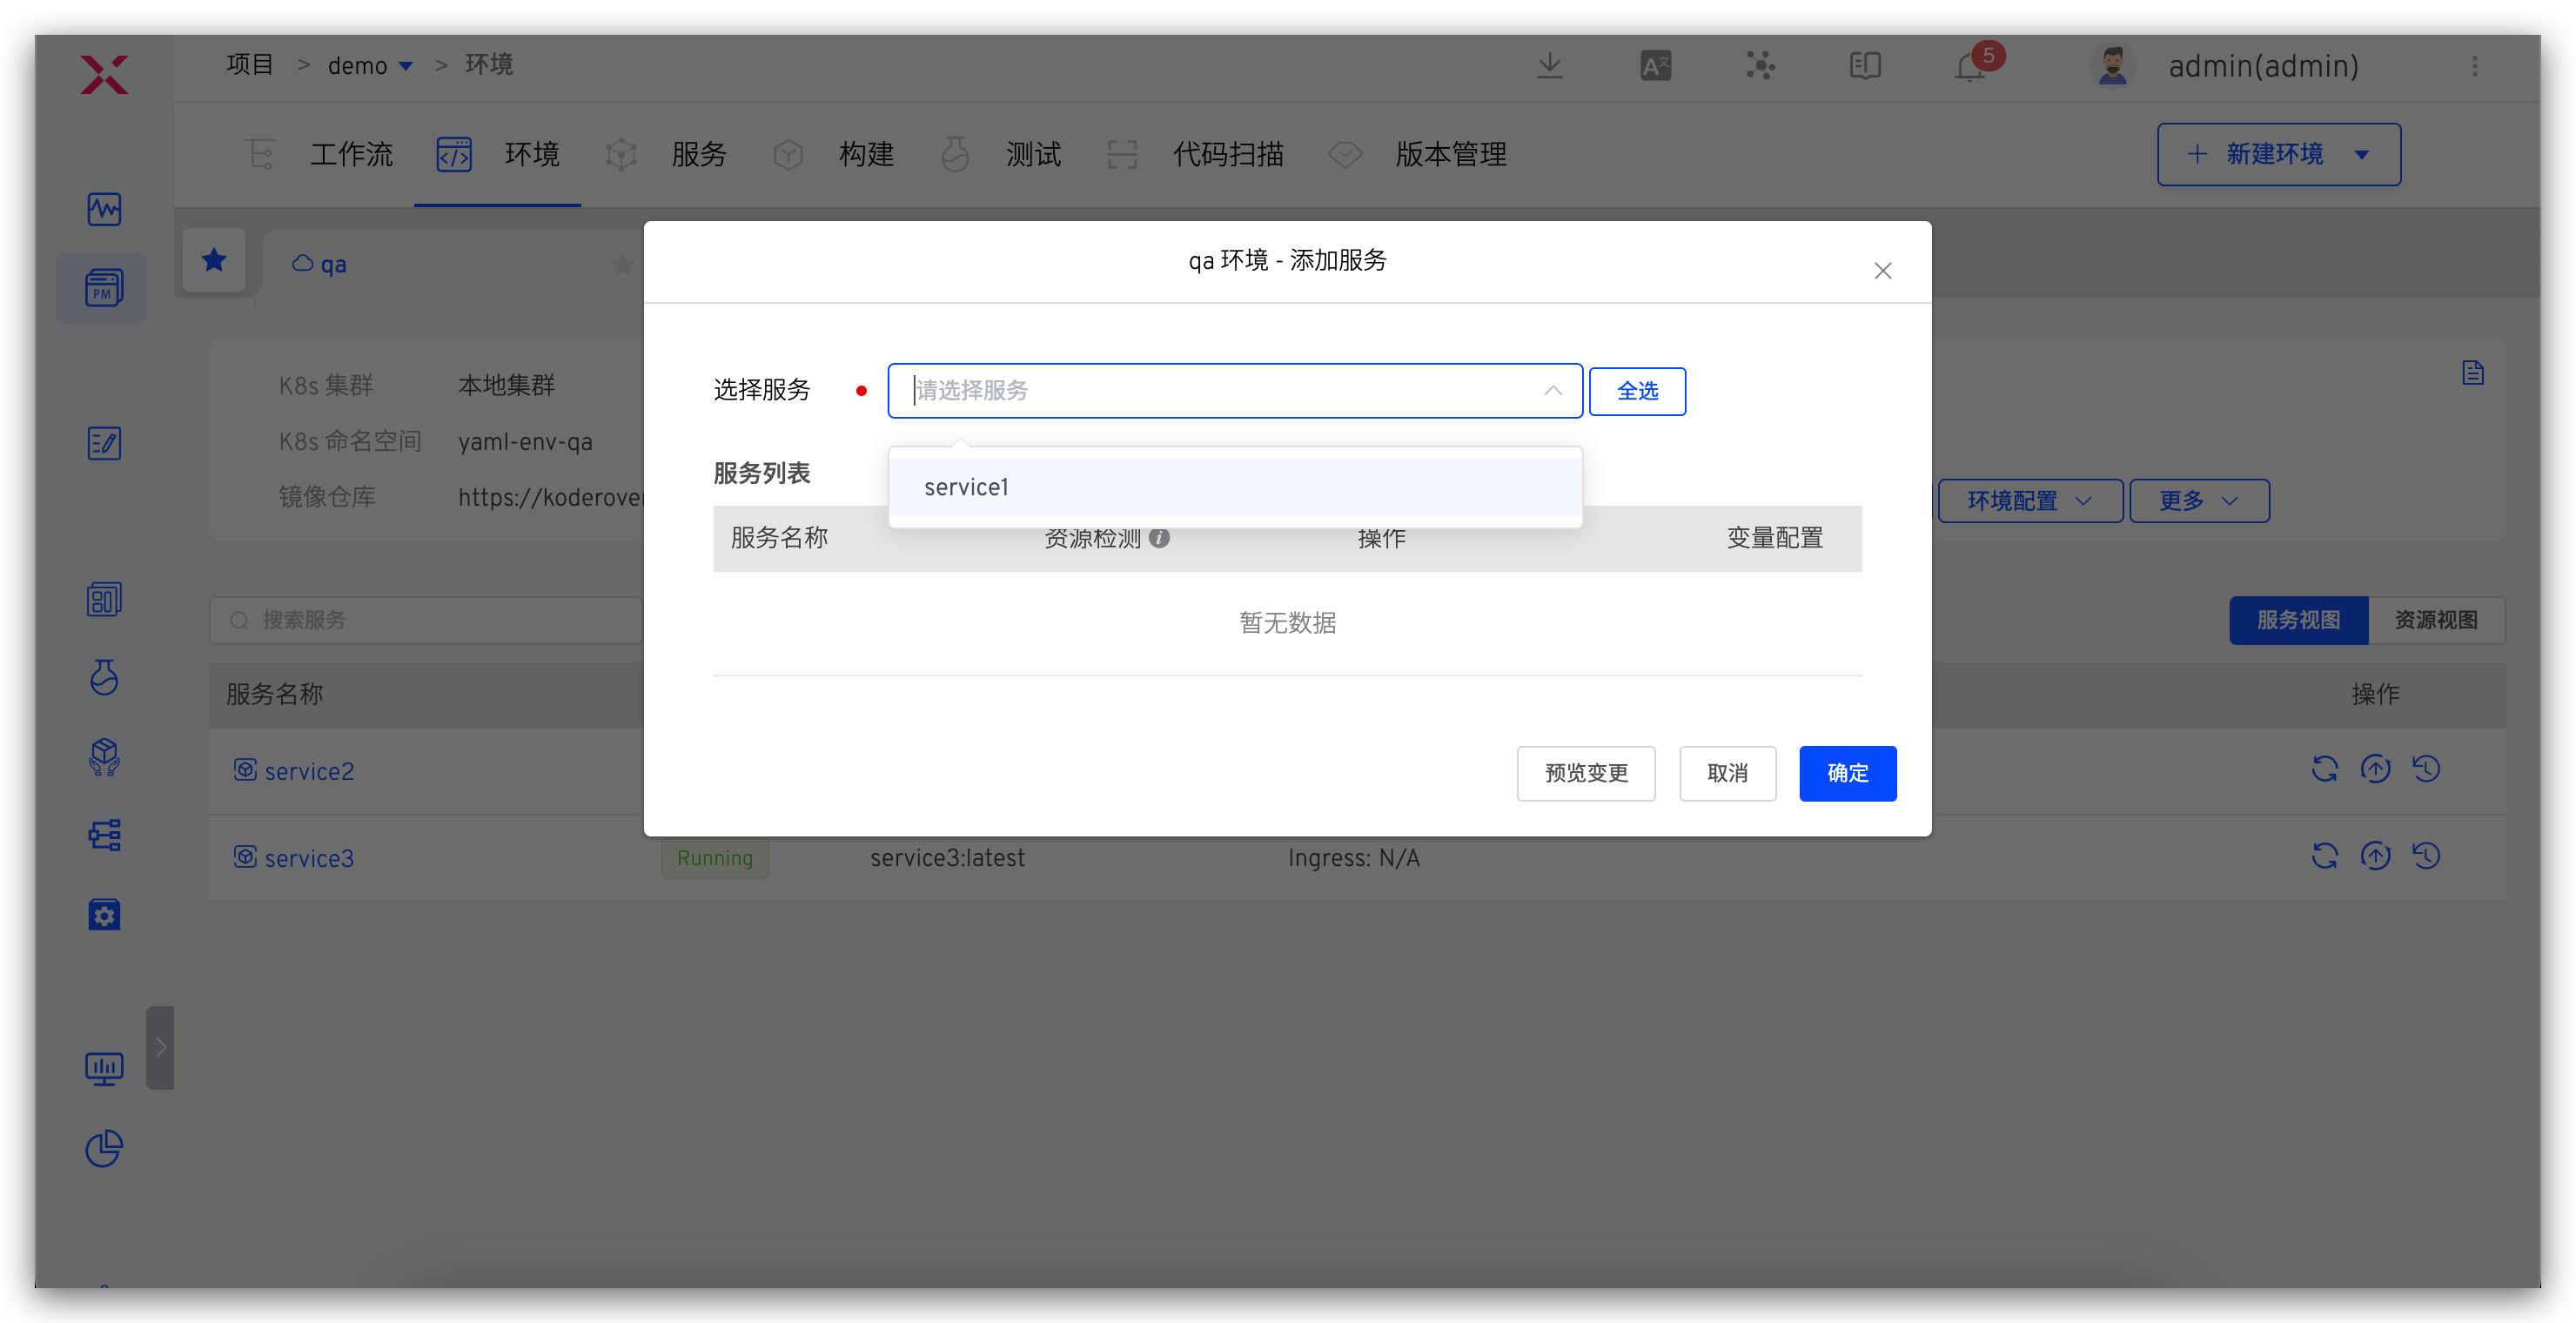 项目 > demo > 环境
5
admin(admin)
工作流 环境 服务 构建 测试 代码扫描 版本管理
+ 新建环境
PM
qa
qa 环境 - 添加服务
K8s 集群 本地集群
K8s 命名空间 yaml-env-qa
镜像仓库 https://koderover
选择服务 请选择服务 全选
service1
服务列表
服务名称 资源检测 操作 变量配置
暂无数据
预览变更 取消 确定
环境配置 更多
搜索服务
服务视图 资源视图
服务名称 操作
service2
service3 Running service3:latest Ingress: N/A